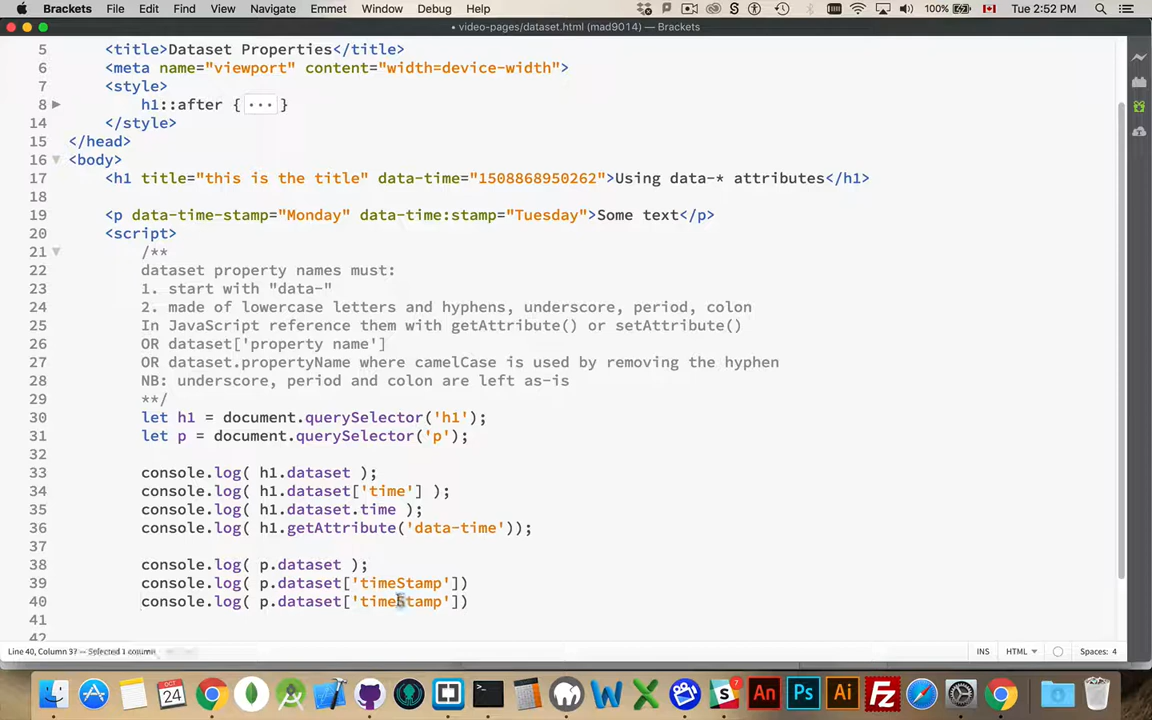 Brackets File Edit Find View Navigate Emmet Window Debug Help 100% Tue 2:52 PM
• video-pages/dataset.html (mad9014) — Brackets
5 <title>Dataset Properties</title>
6 <meta name="viewport" content="width=device-width">
7 <style>
8 h1::after {...}
14 </style>
15 </head>
16 <body>
17 <h1 title="this is the title" data-time="1508868950262">Using data-* attributes</h1>
18
19 <p data-time-stamp="Monday" data-time:stamp="Tuesday">Some text</p>
20 <script>
21 /**
22 dataset property names must:
23 1. start with "data-"
24 2. made of lowercase letters and hyphens, underscore, period, colon
25 In JavaScript reference them with getAttribute() or setAttribute()
26 OR dataset['property name']
27 OR dataset.propertyName where camelCase is used by removing the hyphen
28 NB: underscore, period and colon are left as-is
29 **/
30 let h1 = document.querySelector('h1');
31 let p = document.querySelector('p');
32
33 console.log( h1.dataset );
34 console.log( h1.dataset['time'] );
35 console.log( h1.dataset.time );
36 console.log( h1.getAttribute('data-time'));
37
38 console.log( p.dataset );
39 console.log( p.dataset['timeStamp'])
40 console.log( p.dataset['timeStamp'])
41
42
Line 40, Column 37 — Selected 1 column INS HTML Spaces: 4
OCT 24 W X 7 An Ps Ai Fz